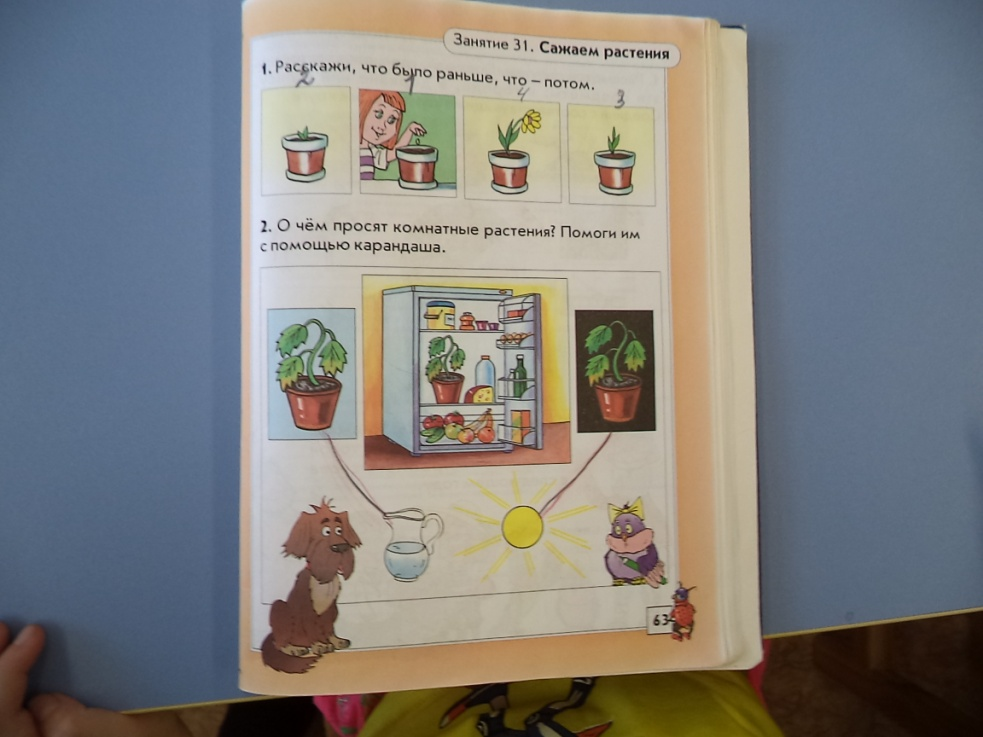 Занятие 31. Сажаем растения
1. Расскажи, что было раньше, что – потом.
2 1 4 3
2. О чём просят комнатные растения? Помоги им
с помощью карандаша.
63